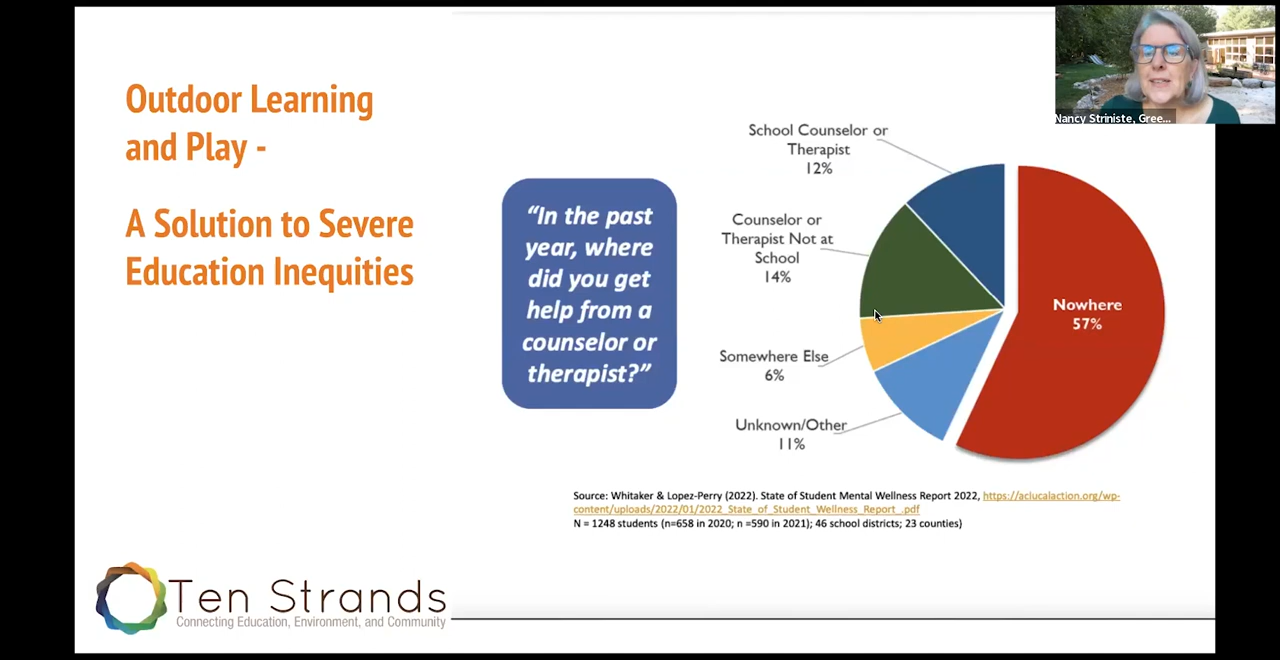 Outdoor Learning
and Play -
A Solution to Severe
Education Inequities
“In the past
year, where
did you get
help from a
counselor or
therapist?”
School Counselor or
Therapist
12%
Counselor or
Therapist Not at
School
14%
Somewhere Else
6%
Unknown/Other
11%
Nowhere
57%
Source: Whitaker & Lopez-Perry (2022). State of Student Mental Wellness Report 2022, https://aclucalaction.org/wp-
content/uploads/2022/01/2022_State_of_Student_Wellness_Report_.pdf
N = 1248 students (n=658 in 2020; n =590 in 2021); 46 school districts; 23 counties)
Ten Strands
Connecting Education, Environment, and Community
Nancy Striniste, Gree...